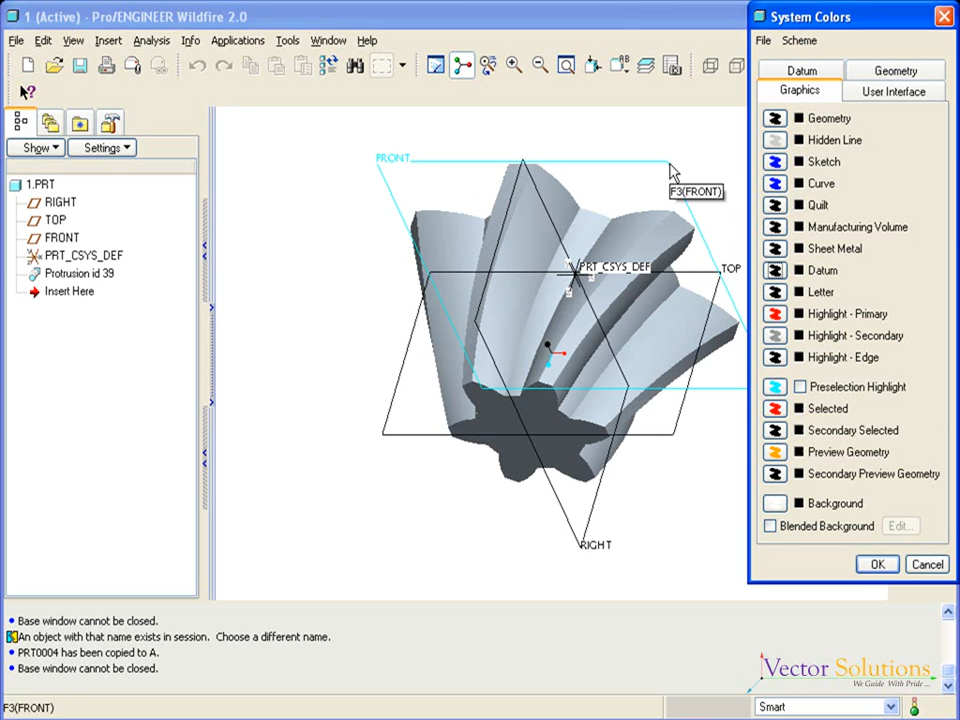 1 (Active) - Pro/ENGINEER Wildfire 2.0
File Edit View Insert Analysis Info Applications Tools Window Help
Show Settings
1.PRT
RIGHT
TOP
FRONT
PRT_CSYS_DEF
Protrusion id 39
Insert Here
FRONT
F3(FRONT)
PRT_CSYS_DEF
TOP
RIGHT
System Colors
File Scheme
Datum Geometry
Graphics User Interface
Geometry
Hidden Line
Sketch
Curve
Quilt
Manufacturing Volume
Sheet Metal
Datum
Letter
Highlight - Primary
Highlight - Secondary
Highlight - Edge
Preselection Highlight
Selected
Secondary Selected
Preview Geometry
Secondary Preview Geometry
Background
Blended Background Edit...
OK Cancel
Base window cannot be closed.
An object with that name exists in session. Choose a different name.
PRT0004 has been copied to A.
Base window cannot be closed.
Vector Solutions
We Guide With Pride ...
F3(FRONT)
Smart